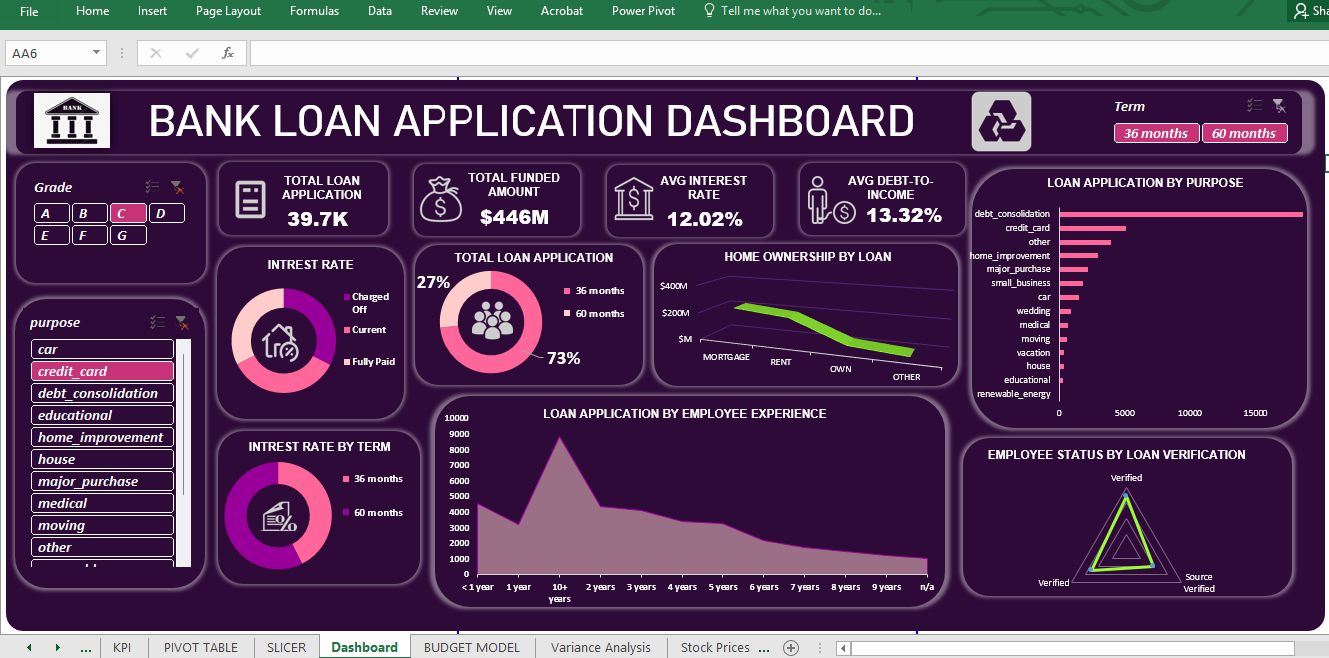 File Home Insert Page Layout Formulas Data Review View Acrobat Power Pivot Tell me what you want to do...
AA6
fx
BANK
BANK LOAN APPLICATION DASHBOARD
Term
36 months 60 months
Grade
A B C D
E F G
purpose
car
credit_card
debt_consolidation
educational
home_improvement
house
major_purchase
medical
moving
other
TOTAL LOAN
APPLICATION
39.7K
TOTAL FUNDED
AMOUNT
$446M
AVG INTEREST
RATE
12.02%
AVG DEBT-TO-
INCOME
13.32%
INTREST RATE
Charged
Off
Current
Fully Paid
TOTAL LOAN APPLICATION
27%
36 months
60 months
73%
HOME OWNERSHIP BY LOAN
$400M
$200M
$M
MORTGAGE
RENT
OWN
OTHER
LOAN APPLICATION BY PURPOSE
debt_consolidation
credit_card
other
home_improvement
major_purchase
small_business
car
wedding
medical
moving
vacation
house
educational
renewable_energy
0 5000 10000 15000
INTREST RATE BY TERM
36 months
60 months
LOAN APPLICATION BY EMPLOYEE EXPERIENCE
10000
9000
8000
7000
6000
5000
4000
3000
2000
1000
0
< 1 year 1 year 10+ years 2 years 3 years 4 years 5 years 6 years 7 years 8 years 9 years n/a
EMPLOYEE STATUS BY LOAN VERIFICATION
Verified
Verified
Source
Verified
... KPI PIVOT TABLE SLICER Dashboard BUDGET MODEL Variance Analysis Stock Prices ...